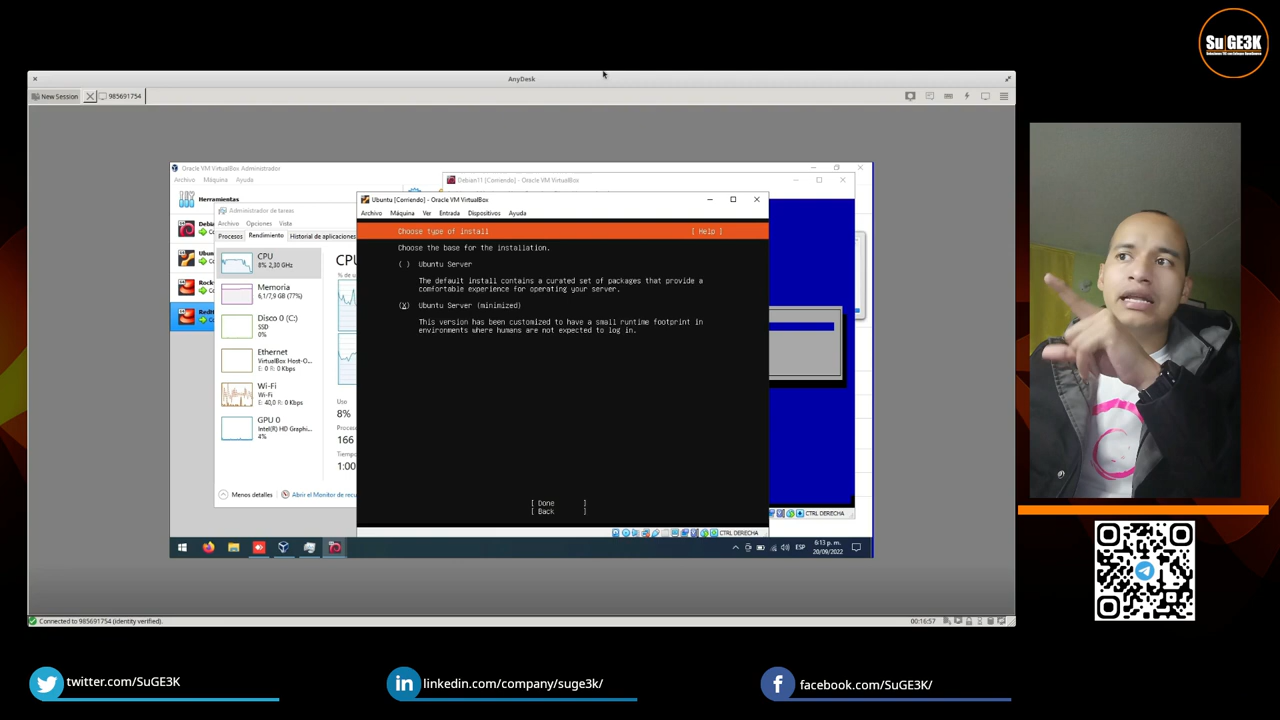 Su GE3K
AnyDesk
New Session
985691754
Oracle VM VirtualBox Administrador
Archivo Máquina Ayuda
Herramientas
Debian11 [Corriendo] - Oracle VM VirtualBox
Administrador de tareas
Archivo Opciones Vista
Procesos Rendimiento Historial de aplicaciones
CPU
8% 2,30 GHz
Memoria
6,1/7,9 GB (77%)
Disco 0 (C:)
SSD
0%
Ethernet
VirtualBox Host-O...
E: 0 R: 0 Kbps
Wi-Fi
Wi-Fi
E: 40,0 R: 0 Kbps
GPU 0
Intel(R) HD Graphi...
4%
Uso
8%
166
1:00
Menos detalles
Abrir el Monitor de recu
Ubuntu [Corriendo] - Oracle VM VirtualBox
Archivo Máquina Ver Entrada Dispositivos Ayuda
Choose type of install [ Help ]
Choose the base for the installation.
( ) Ubuntu Server
The default install contains a curated set of packages that provide a
comfortable experience for operating your server.
(X) Ubuntu Server (minimized)
This version has been customized to have a small runtime footprint in
environments where humans are not expected to log in.
[ Done ]
[ Back ]
CTRL DERECHA
CTRL DERECHA
ESP
6:13 p. m.
20/09/2022
Connected to 985691754 (identity verified).
00:16:57
twitter.com/SuGE3K
linkedin.com/company/suge3k/
facebook.com/SuGE3K/